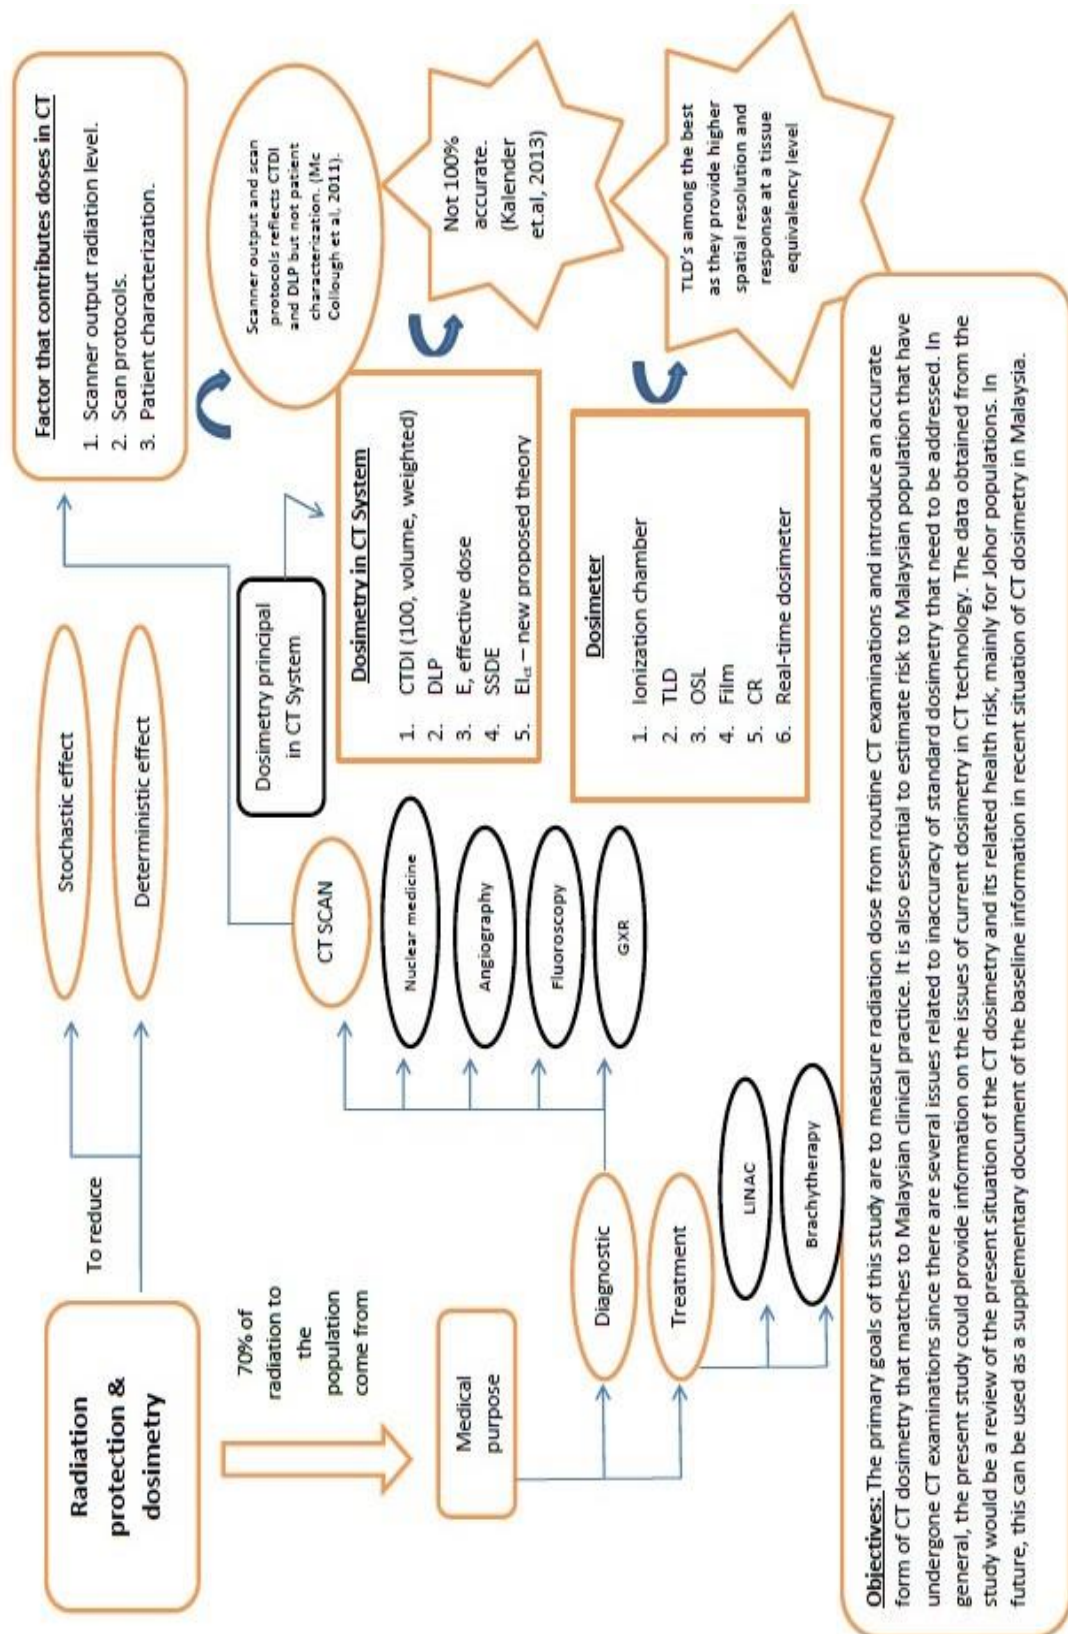 Radiation
protection &
dosimetry
To reduce
Stochastic effect
Deterministic effect
70% of
radiation to
the
population
come from
Medical
purpose
Diagnostic
Treatment
LINAC
Brachytherapy
CT SCAN
Nuclear medicine
Angiography
Fluoroscopy
GXR
Factor that contributes doses in CT
1. Scanner output radiation level.
2. Scan protocols.
3. Patient characterization.
Dosimetry principal
in CT System
Scanner output and scan
protocols reflects CTDI
and DLP but not patient
characterization. (Mc
Collough et al, 2011).
Dosimetry in CT System
1. CTDI (100, volume, weighted)
2. DLP
3. E, effective dose
4. SSDE
5. EIct – new proposed theory
Not 100%
accurate.
(Kalender
et.al, 2013)
Dosimeter
1. Ionization chamber
2. TLD
3. OSL
4. Film
5. CR
6. Real-time dosimeter
TLD's among the best
as they provide higher
spatial resolution and
response at a tissue
equivalency level
Objectives: The primary goals of this study are to measure radiation dose from routine CT examinations and introduce an accurate
form of CT dosimetry that matches to Malaysian clinical practice. It is also essential to estimate risk to Malaysian population that have
undergone CT examinations since there are several issues related to inaccuracy of standard dosimetry that need to be addressed. In
general, the present study could provide information on the issues of current dosimetry in CT technology. The data obtained from the
study would be a review of the present situation of the CT dosimetry and its related health risk, mainly for Johor populations. In
future, this can be used as a supplementary document of the baseline information in recent situation of CT dosimetry in Malaysia.